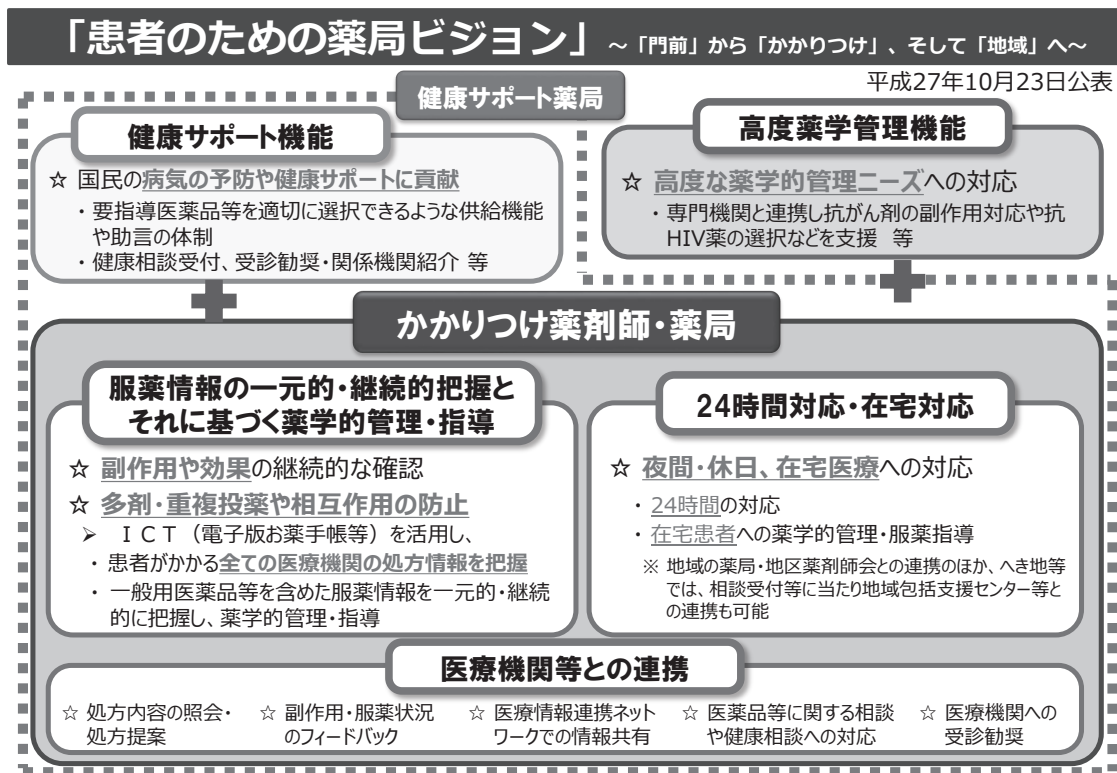 「患者のための薬局ビジョン」 ～「門前」から「かかりつけ」、そして「地域」へ～
平成27年10月23日公表
健康サポート薬局
健康サポート機能
☆ 国民の病気の予防や健康サポートに貢献
・要指導医薬品等を適切に選択できるような供給機能
や助言の体制
・健康相談受付、受診勧奨・関係機関紹介 等
高度薬学管理機能
☆ 高度な薬学的管理ニーズへの対応
・専門機関と連携し抗がん剤の副作用対応や抗
HIV薬の選択などを支援 等
かかりつけ薬剤師・薬局
服薬情報の一元的・継続的把握と
それに基づく薬学的管理・指導
☆ 副作用や効果の継続的な確認
☆ 多剤・重複投薬や相互作用の防止
➢ ＩＣＴ（電子版お薬手帳等）を活用し、
・患者がかかる全ての医療機関の処方情報を把握
・一般用医薬品等を含めた服薬情報を一元的・継続
的に把握し、薬学的管理・指導
24時間対応・在宅対応
☆ 夜間・休日、在宅医療への対応
・24時間の対応
・在宅患者への薬学的管理・服薬指導
※ 地域の薬局・地区薬剤師会との連携のほか、へき地等
では、相談受付等に当たり地域包括支援センター等と
の連携も可能
医療機関等との連携
☆ 処方内容の照会・
処方提案
☆ 副作用・服薬状況
のフィードバック
☆ 医療情報連携ネット
ワークでの情報共有
☆ 医薬品等に関する相談
や健康相談への対応
☆ 医療機関への
受診勧奨